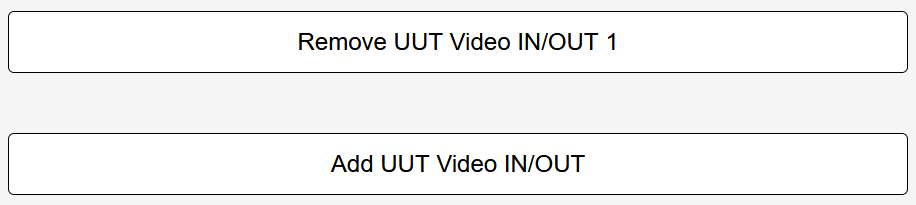 Remove UUT Video IN/OUT 1
Add UUT Video IN/OUT